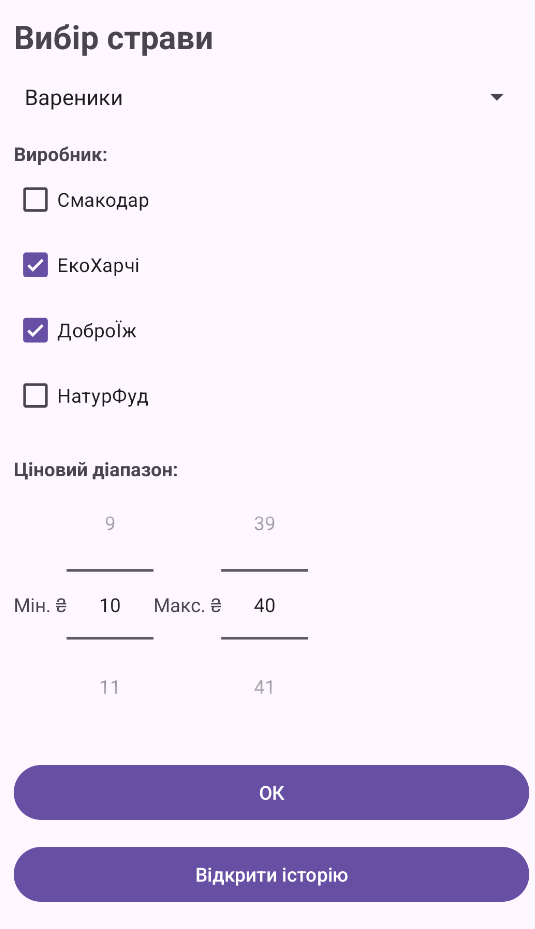 Вибір страви
Вареники
Виробник:
Смакодар
ЕкоХарчі
ДоброЇж
НатурФуд
Ціновий діапазон:
9 39
Мін. ₴ 10 Макс. ₴ 40
11 41
ОК
Відкрити історію